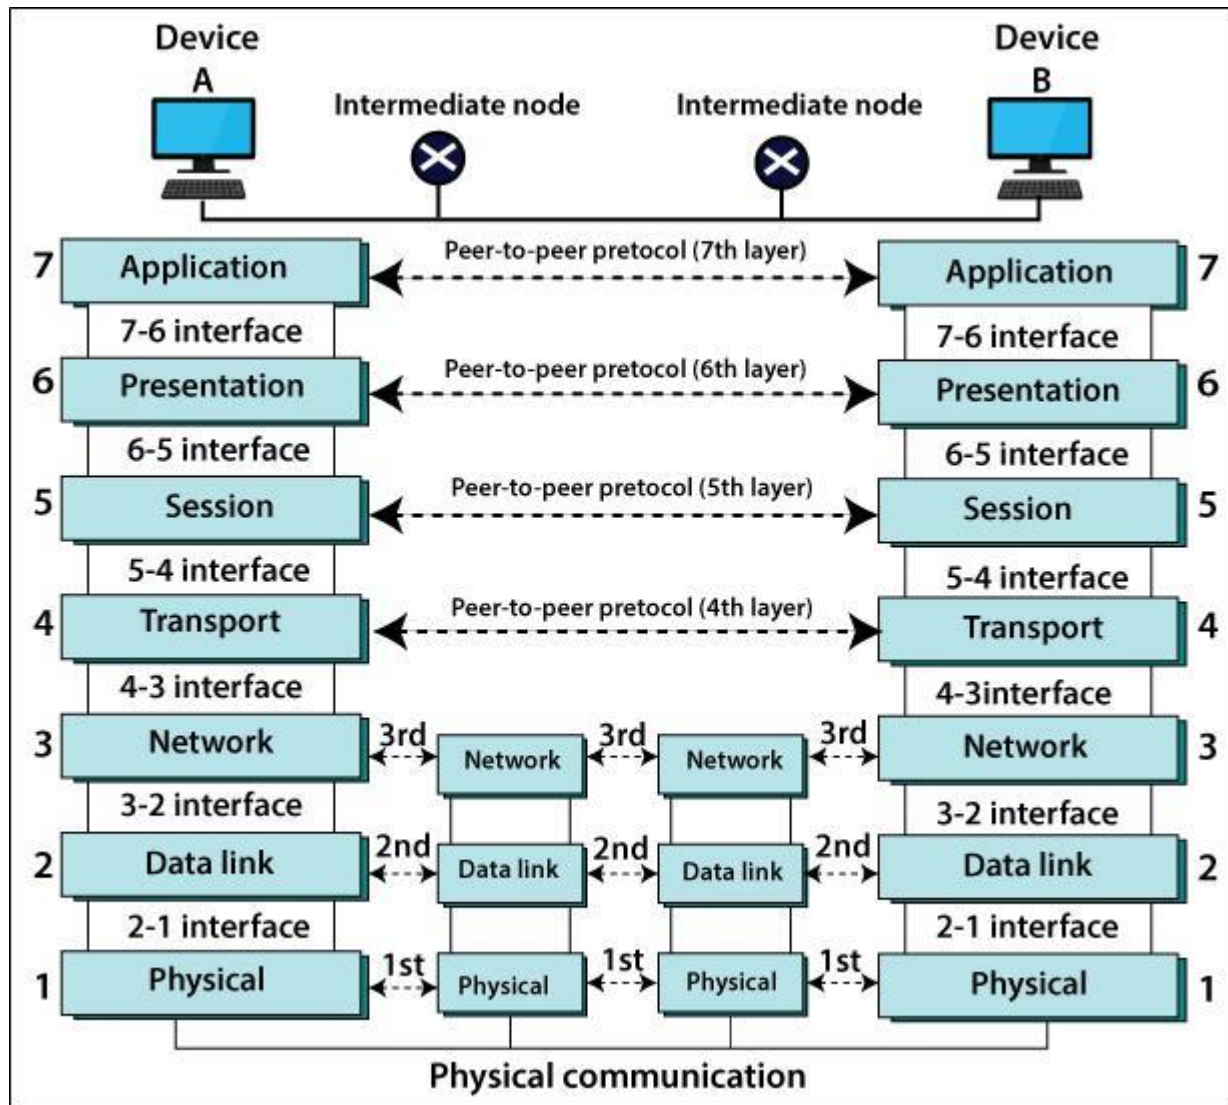 Device
A
Device
B
Intermediate node
Intermediate node
7
Application
Peer-to-peer pretocol (7th layer)
Application
7
7-6 interface
7-6 interface
6
Presentation
Peer-to-peer pretocol (6th layer)
Presentation
6
6-5 interface
6-5 interface
5
Session
Peer-to-peer pretocol (5th layer)
Session
5
5-4 interface
5-4 interface
4
Transport
Peer-to-peer pretocol (4th layer)
Transport
4
4-3 interface
4-3interface
3
Network
3rd
Network
3rd
Network
3rd
Network
3
3-2 interface
3-2 interface
2
Data link
2nd
Data link
2nd
Data link
2nd
Data link
2
2-1 interface
2-1 interface
1
Physical
1st
Physical
1st
Physical
1st
Physical
1
Physical communication